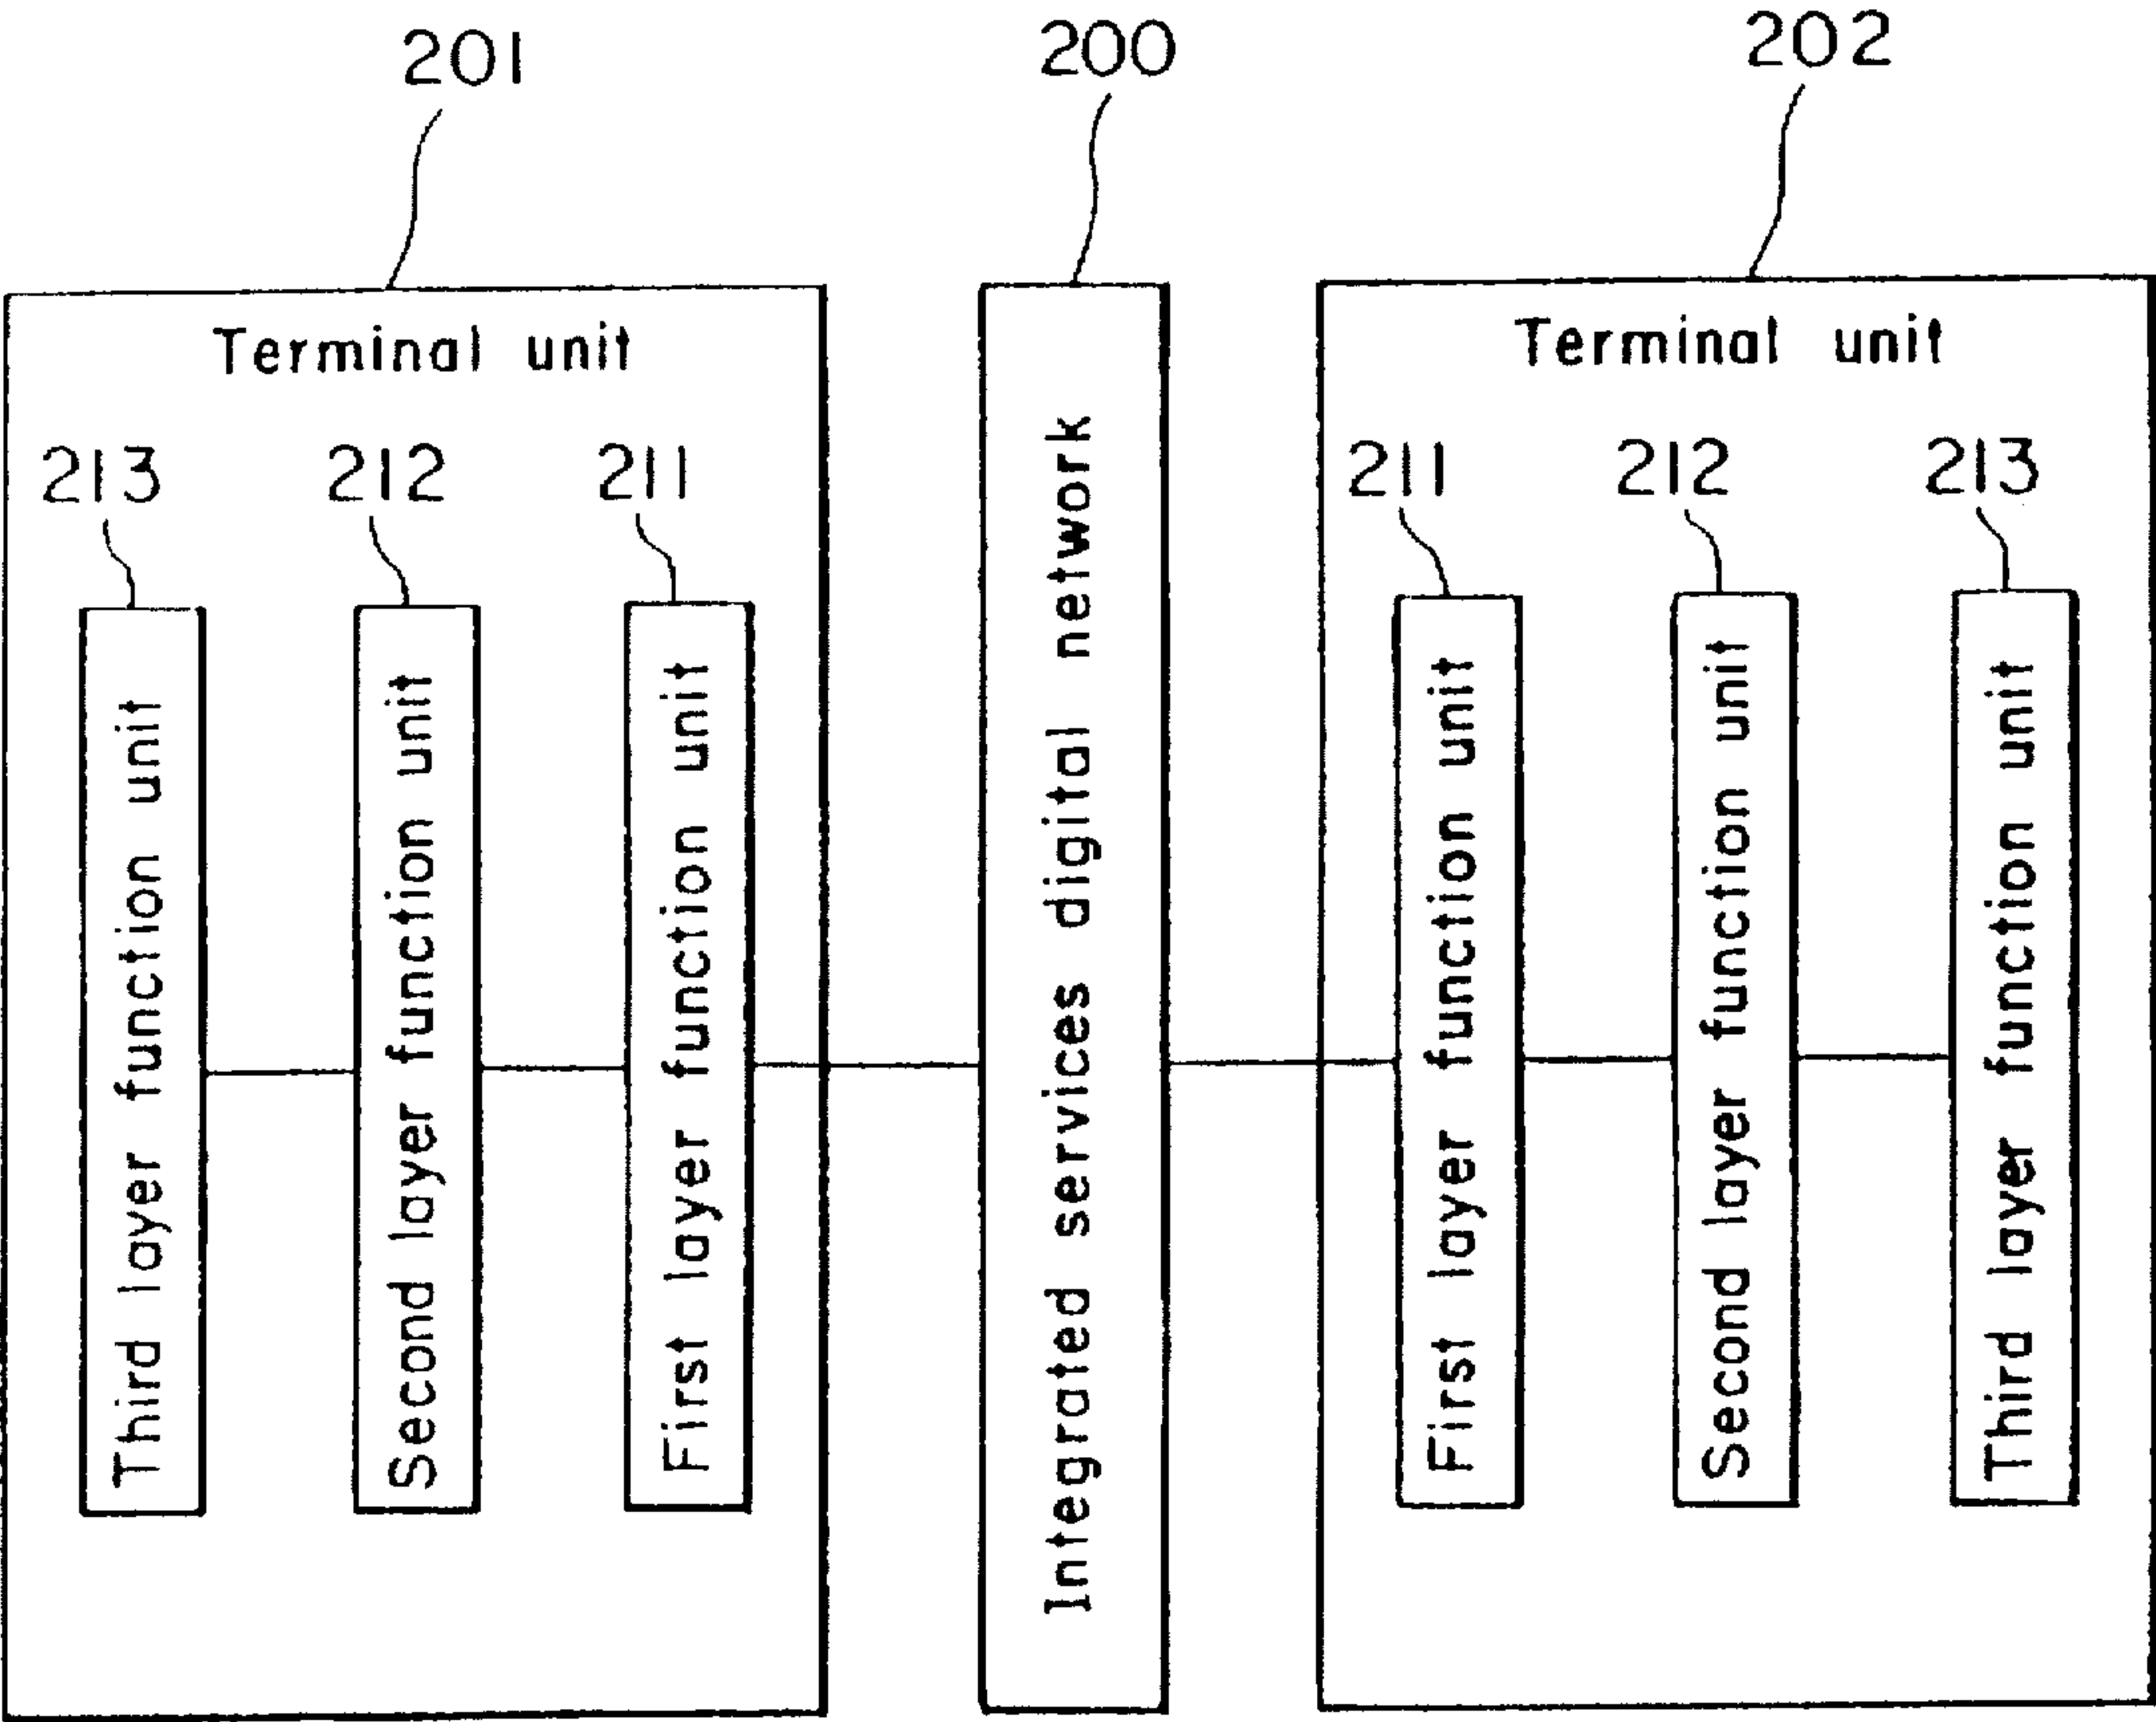 201
200
202
Terminal unit
213
212
211
Third layer function unit
Second layer function unit
First layer function unit
Integrated services digital network
Terminal unit
211
212
213
First layer function unit
Second layer function unit
Third layer function unit